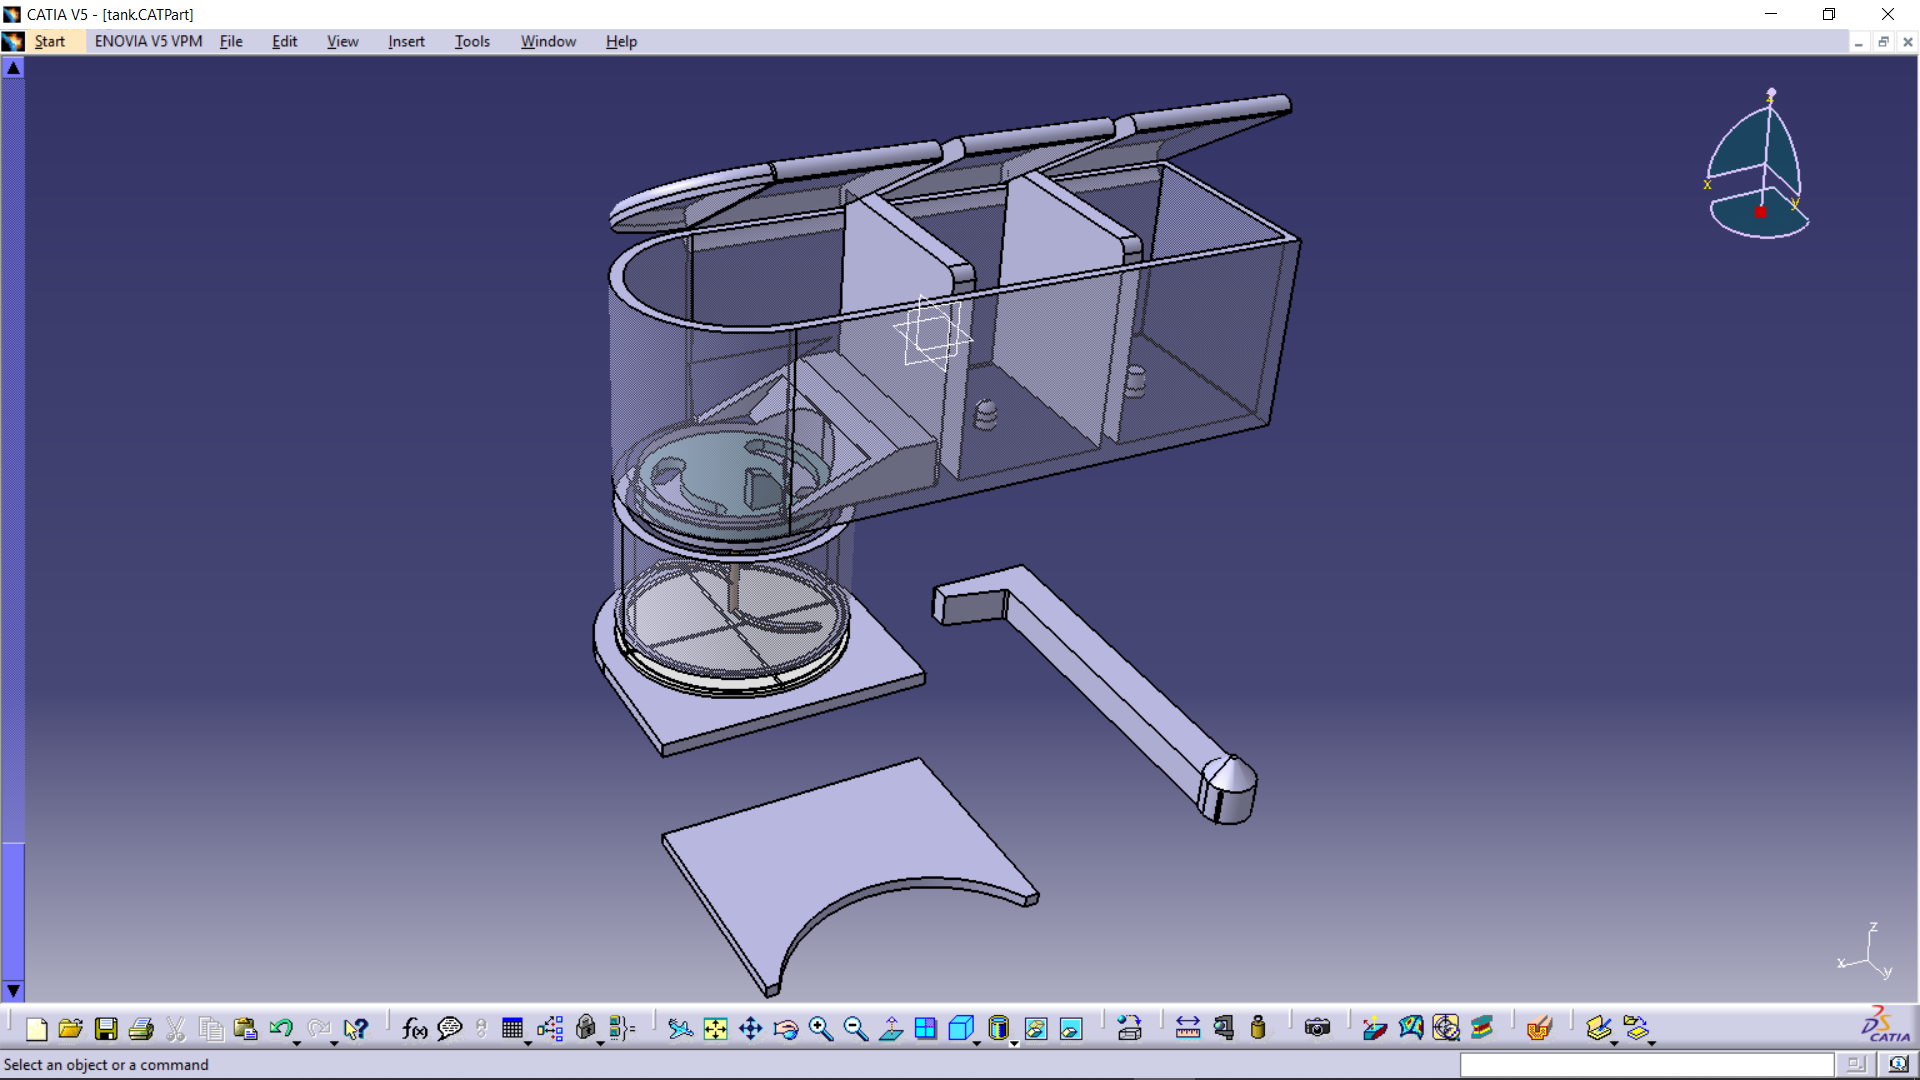 CATIA V5 - [tank.CATPart]
Start ENOVIA V5 VPM File Edit View Insert Tools Window Help
z
x
y
z
x
y
f(x)
DS
CATIA
Select an object or a command